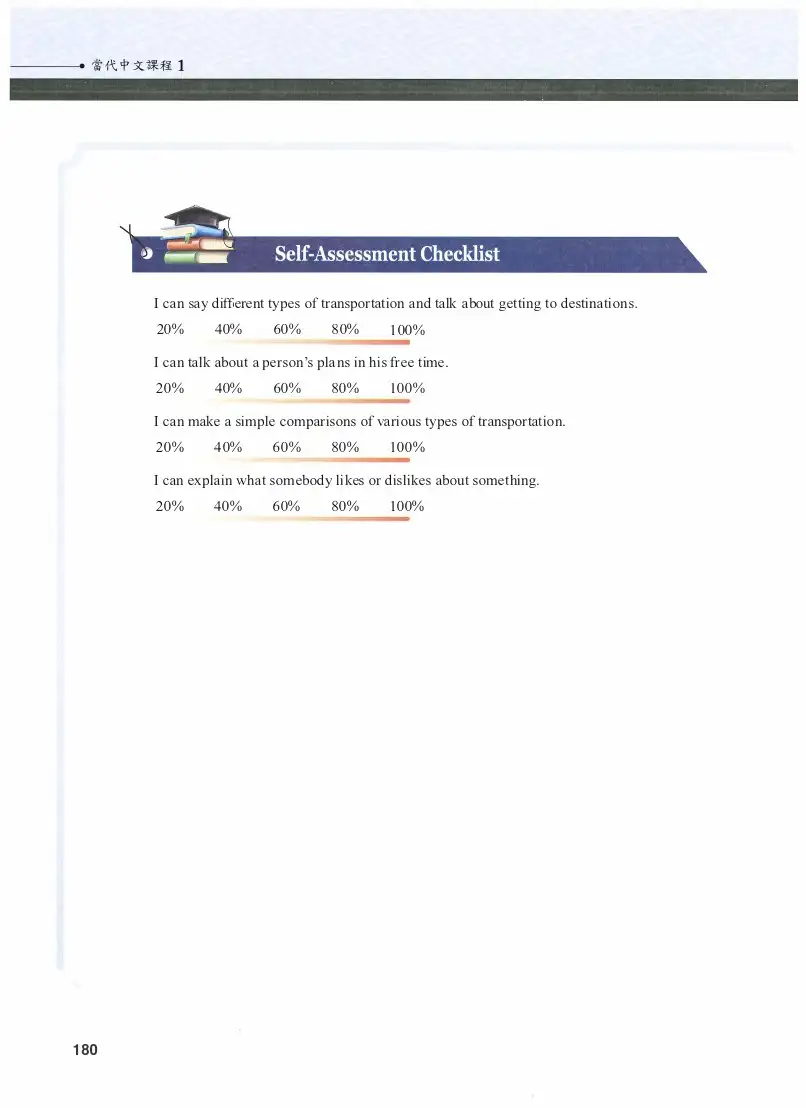 當代中文課程 1
Self-Assessment Checklist
I can say different types of transportation and talk about getting to destinations.
20% 40% 60% 80% 100%
I can talk about a person's plans in his free time.
20% 40% 60% 80% 100%
I can make a simple comparisons of various types of transportation.
20% 40% 60% 80% 100%
I can explain what somebody likes or dislikes about something.
20% 40% 60% 80% 100%
180